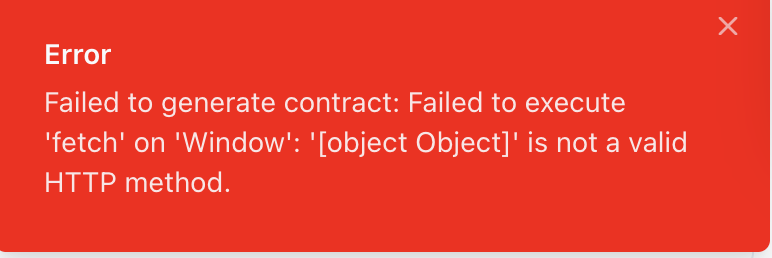 Error
Failed to generate contract: Failed to execute
'fetch' on 'Window': '[object Object]' is not a valid
HTTP method.